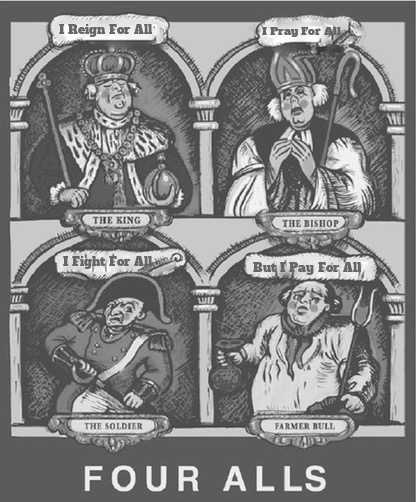 I Reign For All
I Pray For All
THE KING
THE BISHOP
I Fight For All
But I Pay For All
THE SOLDIER
FARMER BULL
FOUR ALLS